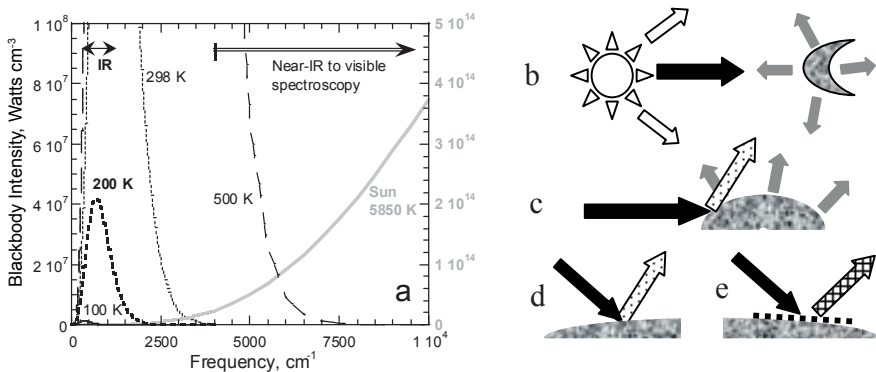 Blackbody Intensity, Watts cm⁻³
1 10⁸
8 10⁷
6 10⁷
4 10⁷
2 10⁷
0
IR
298 K
200 K
100 K
Near-IR to visible
spectroscopy
500 K
Sun
5850 K
a
5 10¹⁴
4 10¹⁴
3 10¹⁴
2 10¹⁴
1 10¹⁴
0
0
2500
5000
7500
1 10⁴
Frequency, cm⁻¹
b
c
d
e